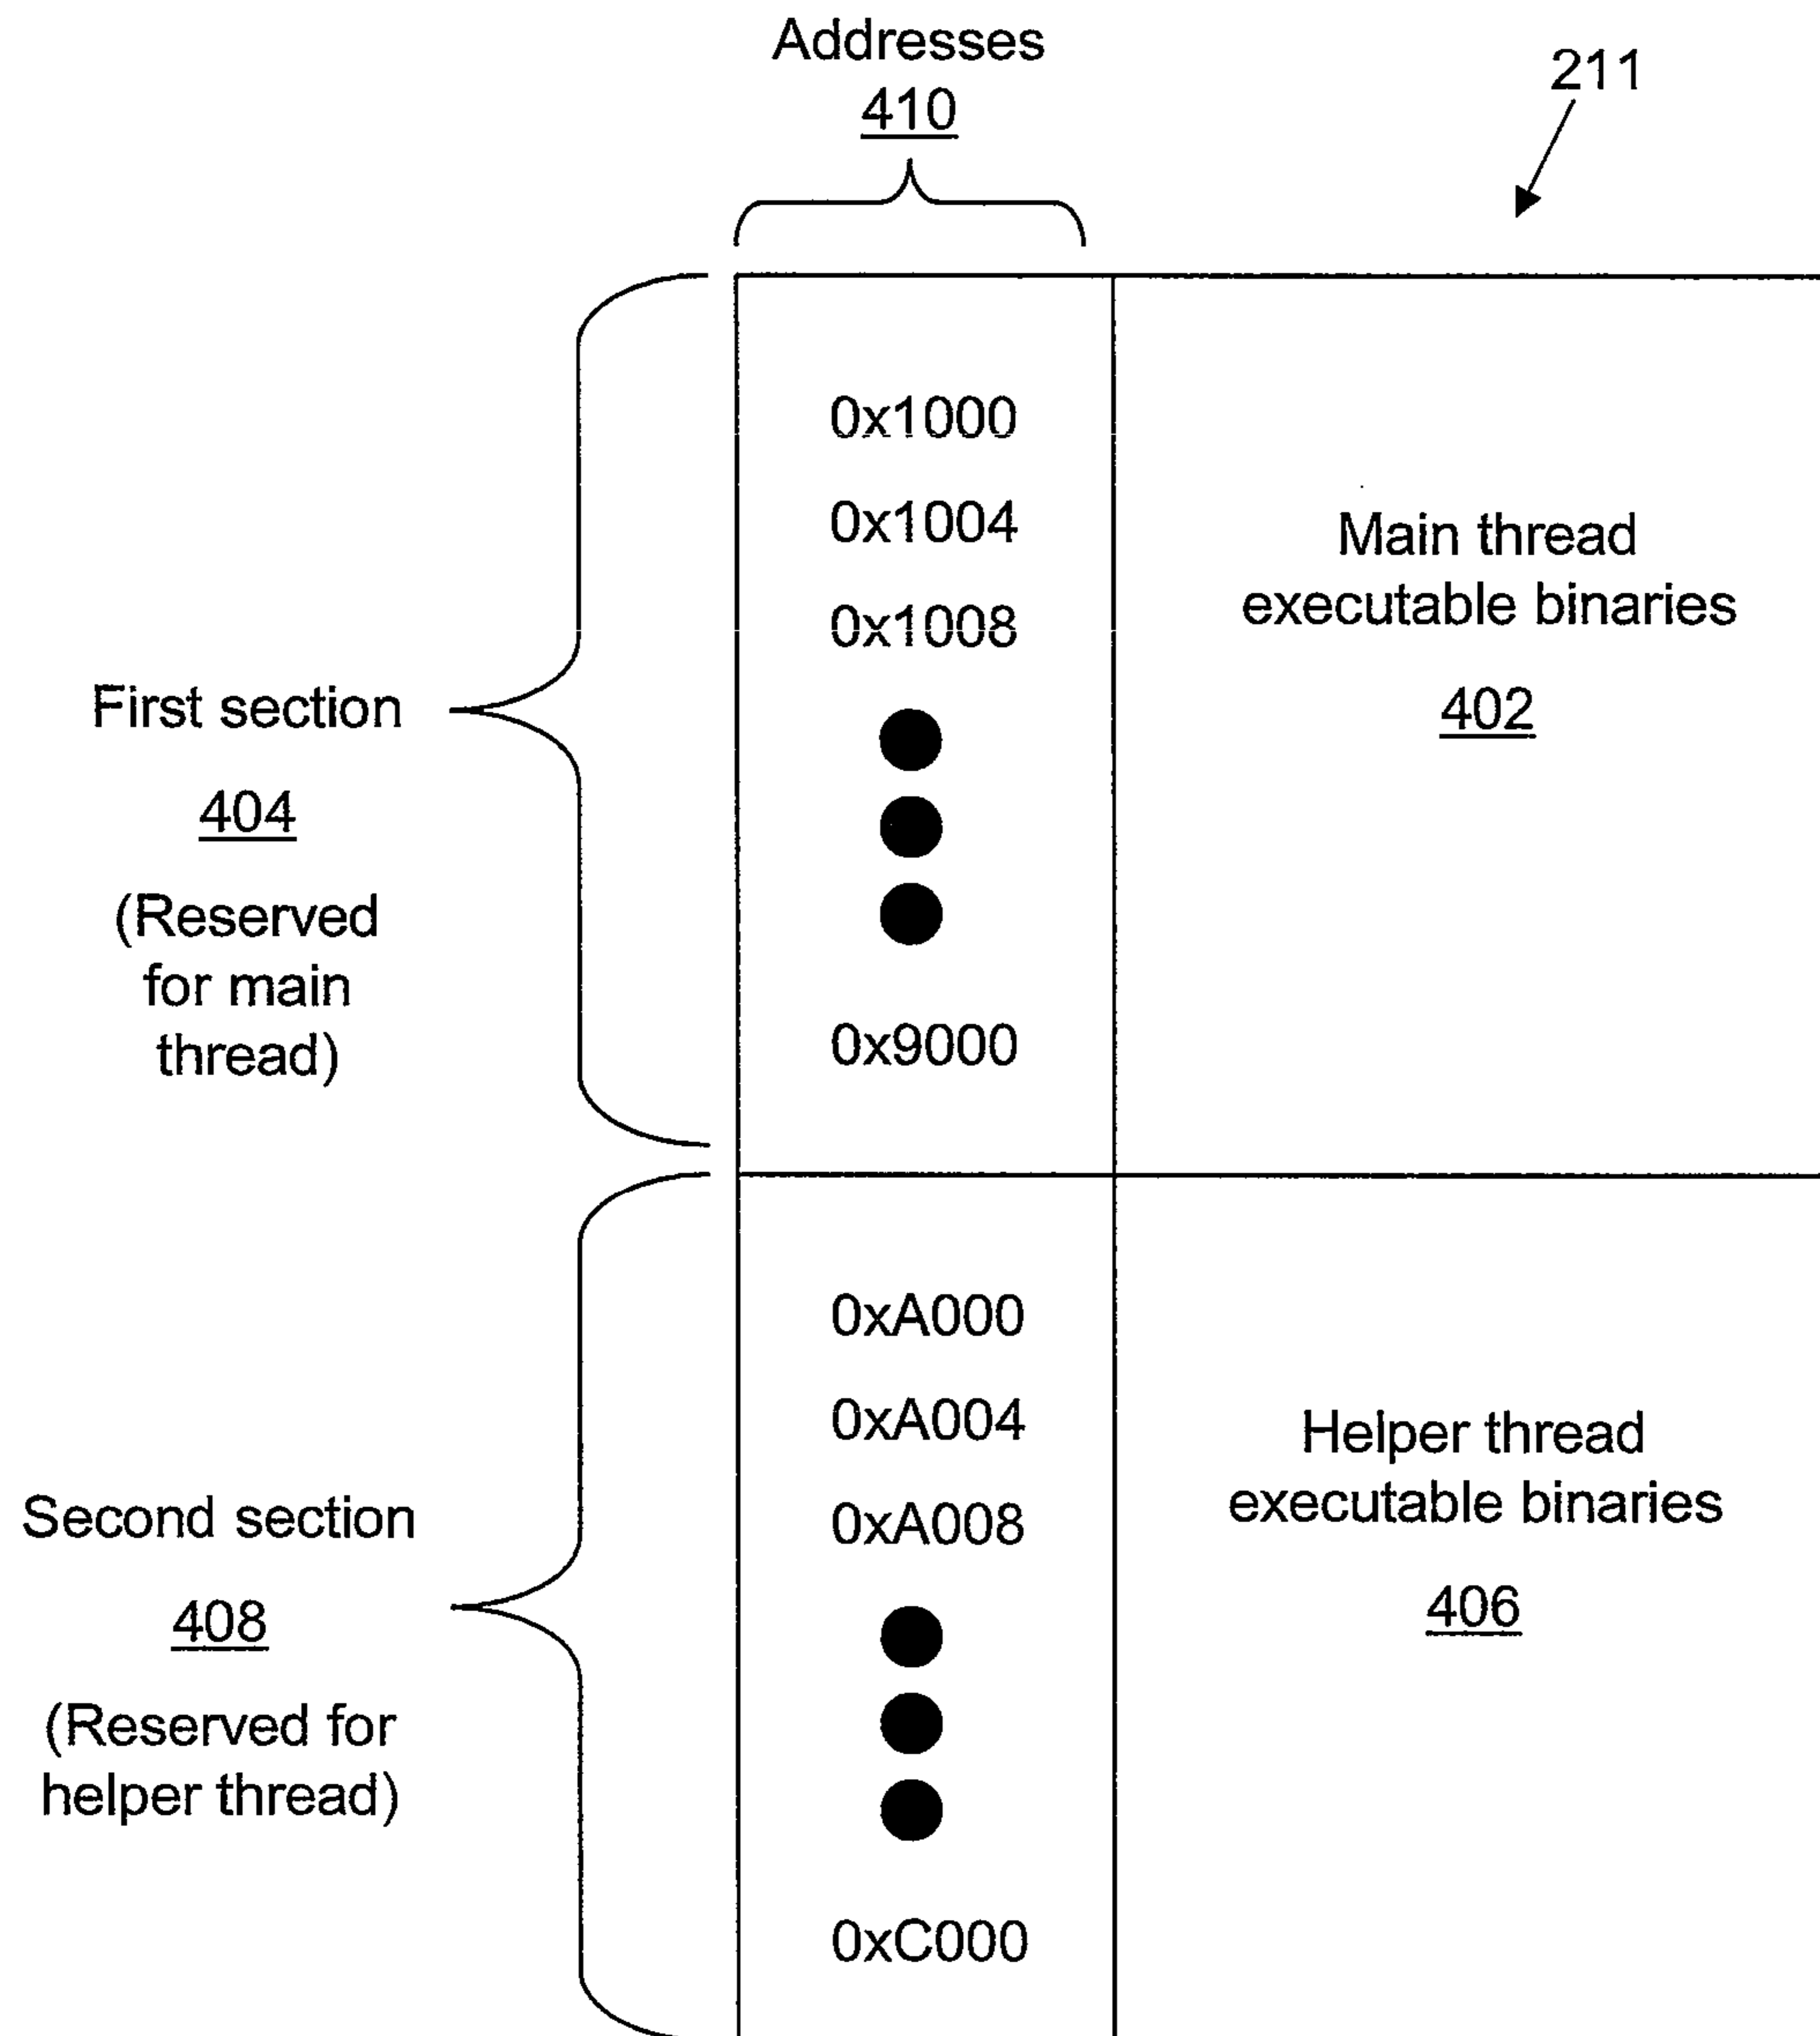 Addresses
410
211
First section
404
(Reserved
for main
thread)
0x1000
0x1004
0x1008
0x9000
Main thread
executable binaries
402
Second section
408
(Reserved for
helper thread)
0xA000
0xA004
0xA008
0xC000
Helper thread
executable binaries
406